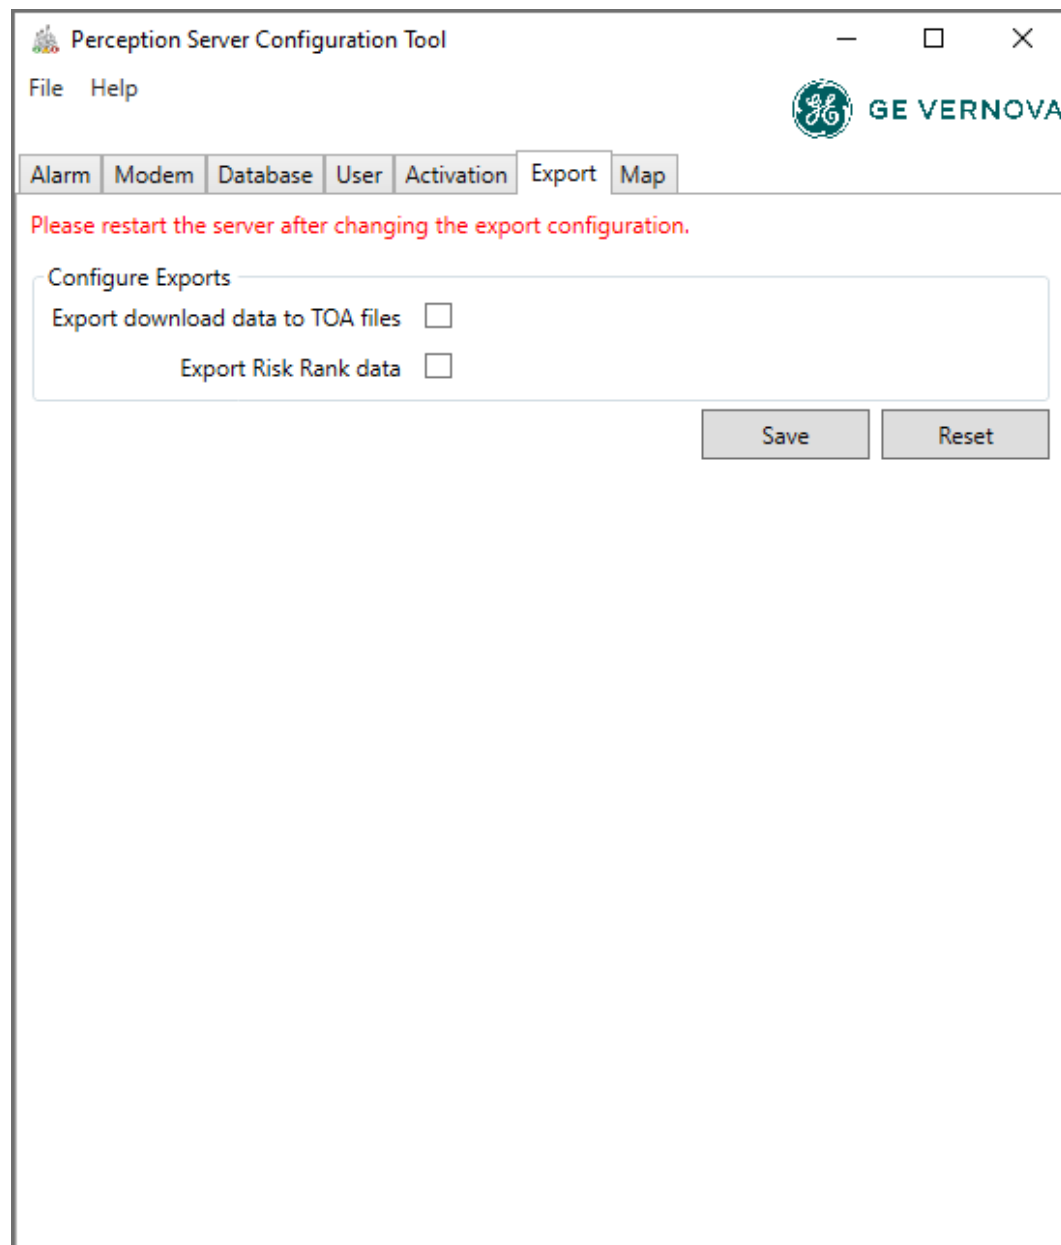 Perception Server Configuration Tool
File Help
GE VERNOVA
Alarm Modem Database User Activation Export Map
Please restart the server after changing the export configuration.
Configure Exports
Export download data to TOA files
Export Risk Rank data
Save Reset